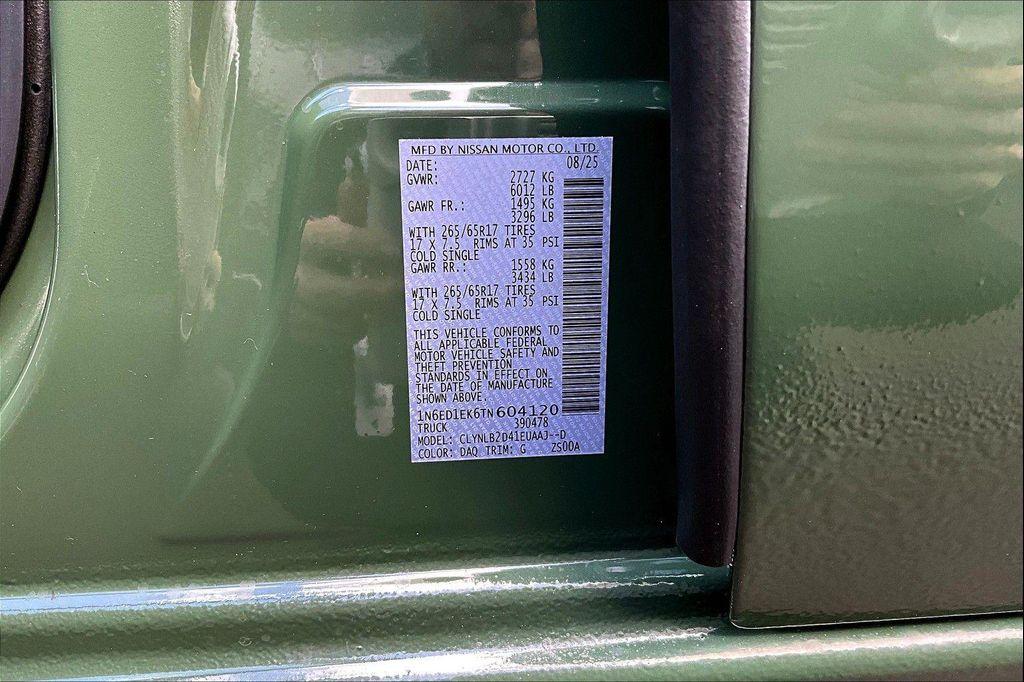 MFD BY NISSAN MOTOR CO., LTD.
DATE: 08/25
GVWR: 2727 KG
6012 LB
GAWR FR.: 1495 KG
3296 LB
WITH 265/65R17 TIRES
17 X 7.5 RIMS AT 35 PSI
COLD SINGLE
GAWR RR.: 1558 KG
3434 LB
WITH 265/65R17 TIRES
17 X 7.5 RIMS AT 35 PSI
COLD SINGLE
THIS VEHICLE CONFORMS TO
ALL APPLICABLE FEDERAL
MOTOR VEHICLE SAFETY AND
THEFT PREVENTION
STANDARDS IN EFFECT ON
THE DATE OF MANUFACTURE
SHOWN ABOVE.
1N6ED1EK6TN604120
TRUCK 390478
MODEL: CLYNLB2D41EUAAJ--D
COLOR: DAQ TRIM: G ZS00A